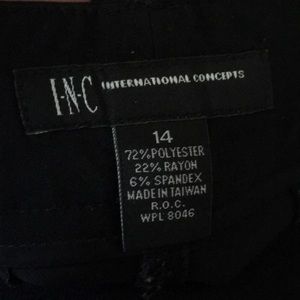 I·N·C INTERNATIONAL CONCEPTS
14
72%POLYESTER
22% RAYON
6% SPANDEX
MADE IN TAIWAN
R.O.C.
WPL 8046